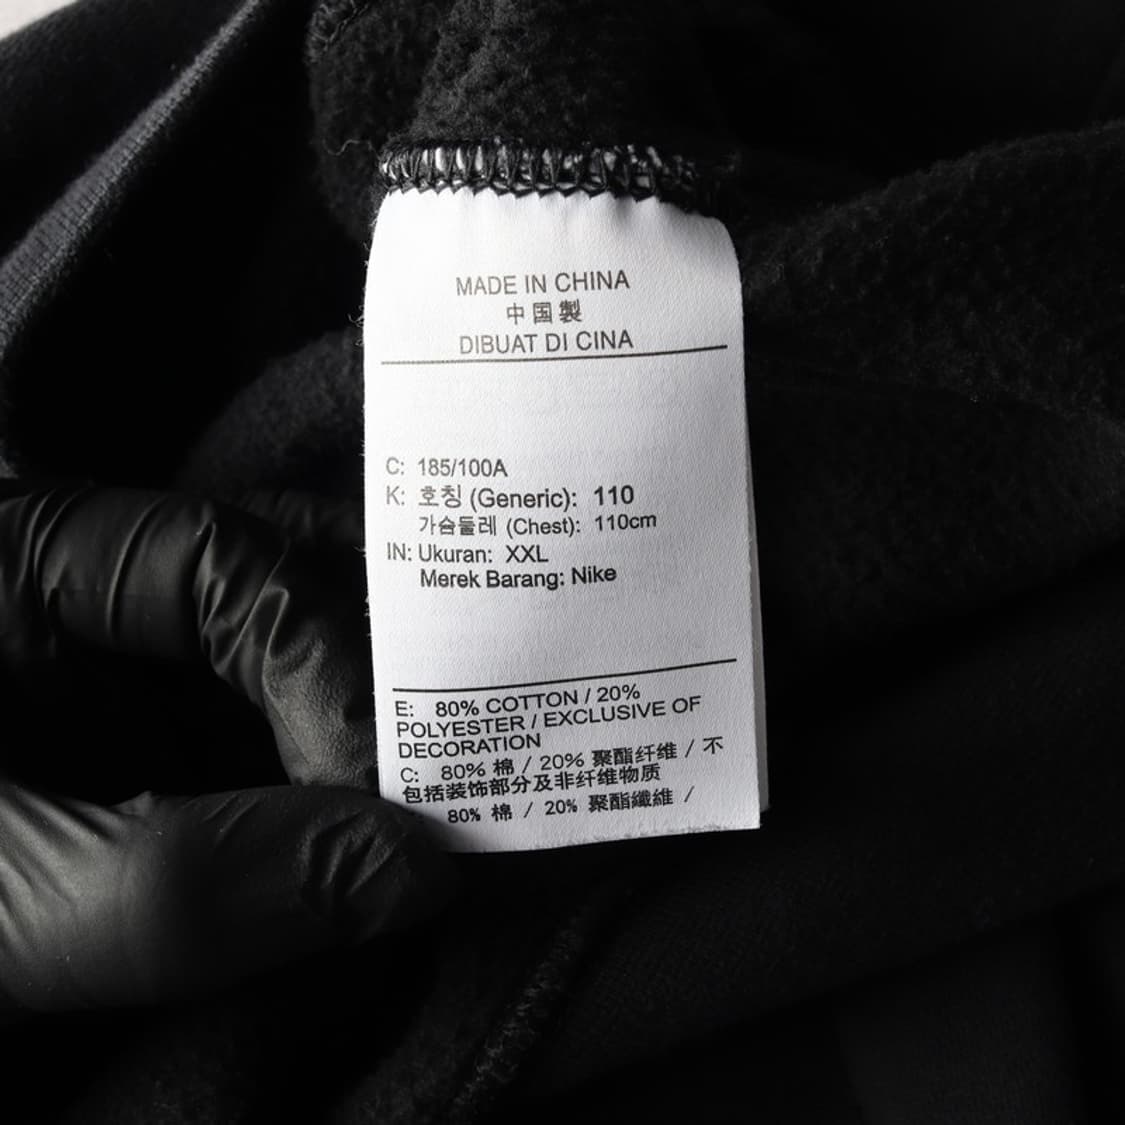 MADE IN CHINA
中国製
DIBUAT DI CINA
C: 185/100A
K: 호칭 (Generic): 110
가슴둘레 (Chest): 110cm
IN: Ukuran: XXL
Merek Barang: Nike
E: 80% COTTON / 20%
POLYESTER / EXCLUSIVE OF
DECORATION
C: 80% 棉 / 20% 聚酯纤维 / 不
包括装饰部分及非纤维物质
80% 棉 / 20% 聚酯纖維 /